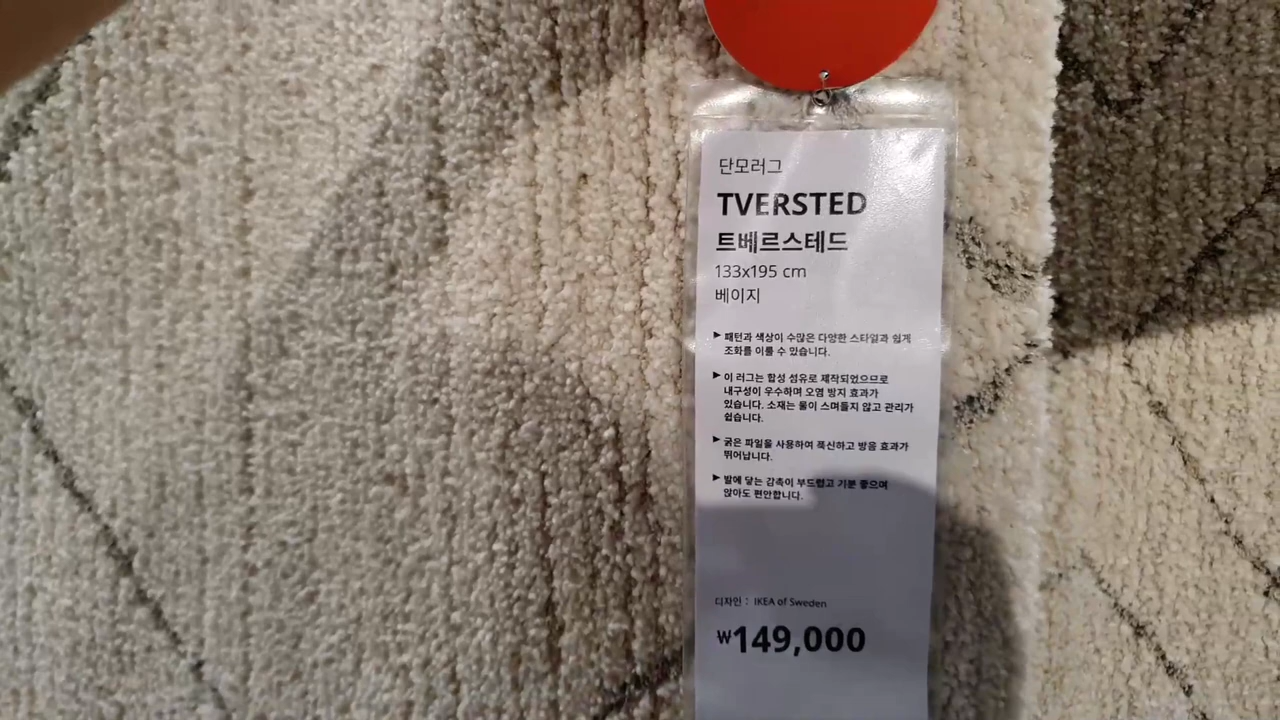 단모러그
TVERSTED
트베르스테드
133x195 cm
베이지
▶ 패턴과 색상이 수많은 다양한 스타일과 쉽게
조화를 이룰 수 있습니다.
▶ 이 러그는 합성 섬유로 제작되었으므로
내구성이 우수하며 오염 방지 효과가
있습니다. 소재는 물이 스며들지 않고 관리가
쉽습니다.
▶ 굵은 파일을 사용하여 푹신하고 방음 효과가
뛰어납니다.
▶ 발에 닿는 감촉이 부드럽고 기분 좋으며
앉아도 편안합니다.
디자인 : IKEA of Sweden
₩149,000